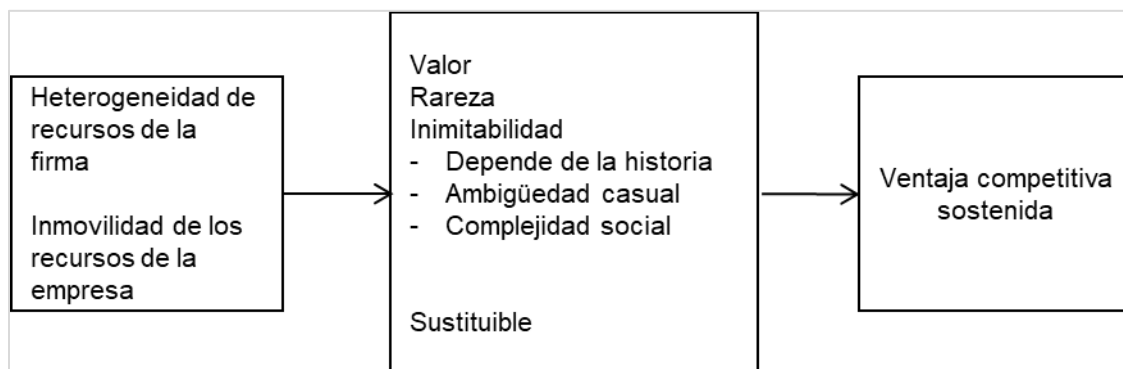 Heterogeneidad de
recursos de la
firma
Inmovilidad de los
recursos de la
empresa
Valor
Rareza
Inimitabilidad
- Depende de la historia
- Ambigüedad casual
- Complejidad social
Sustituible
Ventaja competitiva
sostenida